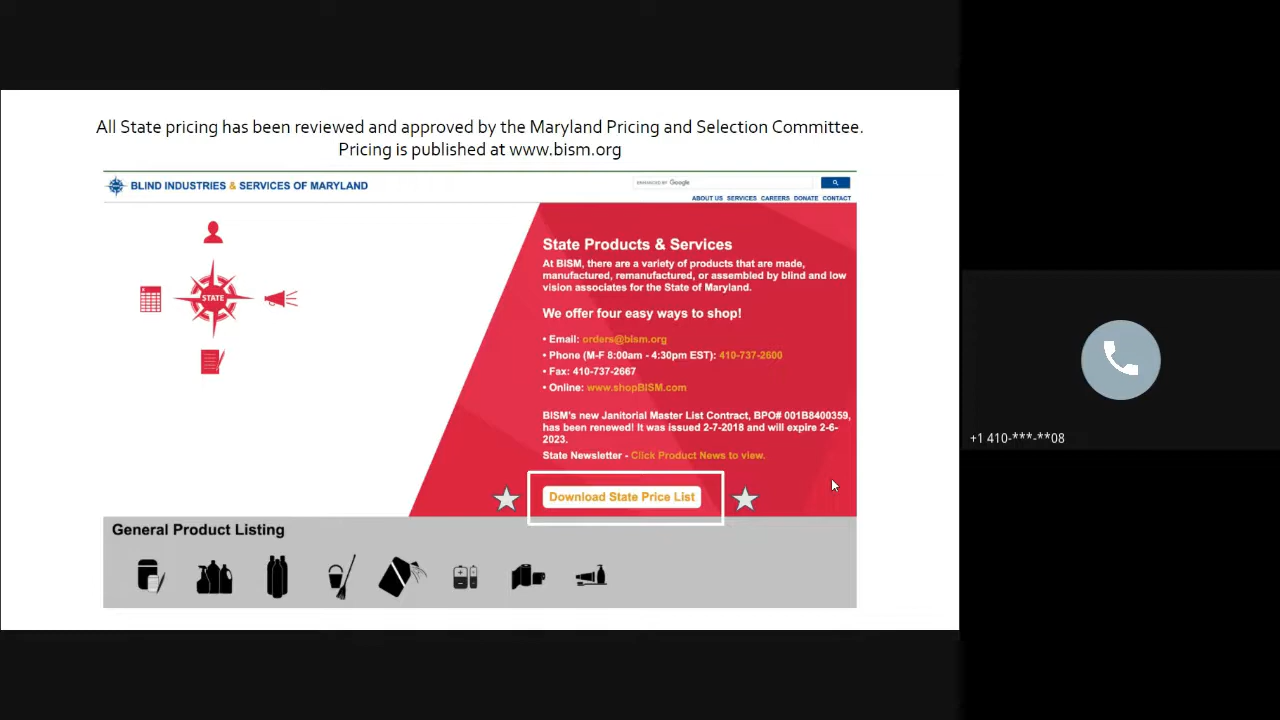 All State pricing has been reviewed and approved by the Maryland Pricing and Selection Committee.
Pricing is published at www.bism.org
BLIND INDUSTRIES & SERVICES OF MARYLAND
ENHANCED BY Google
ABOUT US SERVICES CAREERS DONATE CONTACT
STATE
State Products & Services
At BISM, there are a variety of products that are made,
manufactured, remanufactured, or assembled by blind and low
vision associates for the State of Maryland.
We offer four easy ways to shop!
• Email: orders@bism.org
• Phone (M-F 8:00am - 4:30pm EST): 410-737-2600
• Fax: 410-737-2667
• Online: www.shopBISM.com
BISM's new Janitorial Master List Contract, BPO# 001B8400359,
has been renewed! It was issued 2-7-2018 and will expire 2-6-
2023.
State Newsletter - Click Product News to view.
Download State Price List
General Product Listing
+1 410-***-**08